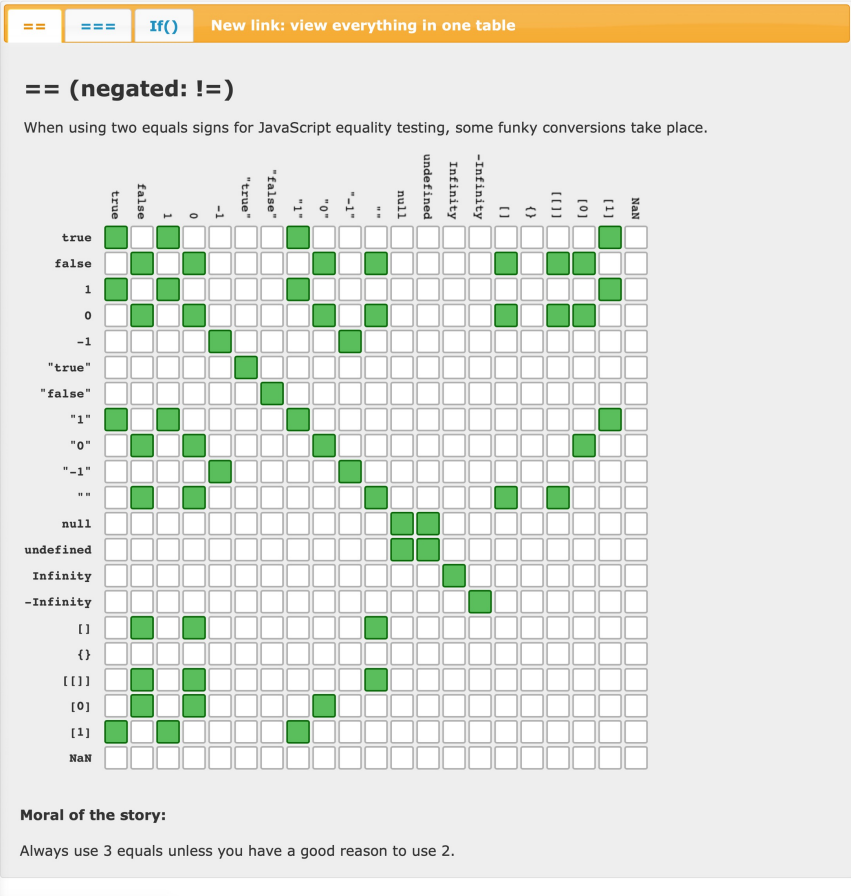 == === If() New link: view everything in one table
== (negated: !=)
When using two equals signs for JavaScript equality testing, some funky conversions take place.
true false 1 0 -1 "true" "false" "1" "0" "-1" "" null undefined Infinity -Infinity [] {} [[]] [0] [1] NaN
true
false
1
0
-1
"true"
"false"
"1"
"0"
"-1"
""
null
undefined
Infinity
-Infinity
[]
{}
[[]]
[0]
[1]
NaN
Moral of the story:
Always use 3 equals unless you have a good reason to use 2.